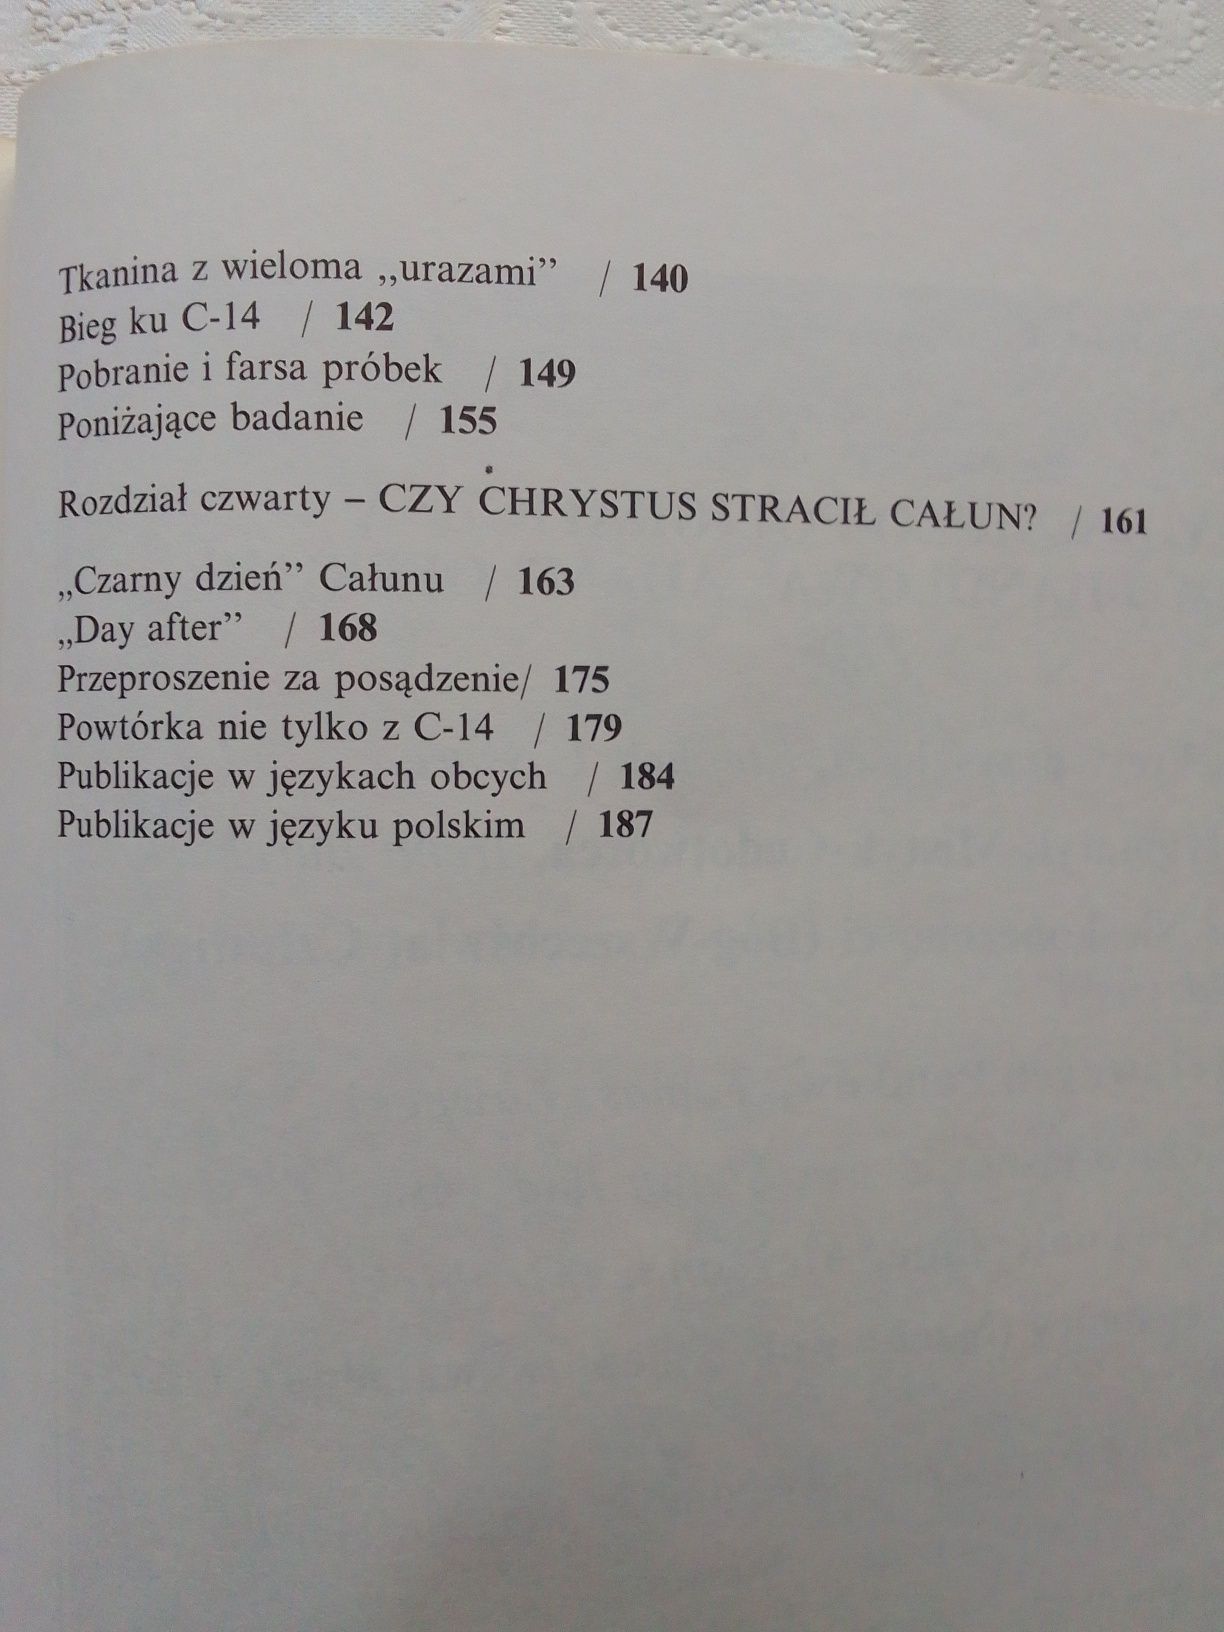 Tkanina z wieloma „urazami” / 140
Bieg ku C-14 / 142
Pobranie i farsa próbek / 149
Poniżające badanie / 155
Rozdział czwarty – CZY CHRYSTUS STRACIŁ CAŁUN? / 161
„Czarny dzień” Całunu / 163
„Day after” / 168
Przeproszenie za posądzenie/ 175
Powtórka nie tylko z C-14 / 179
Publikacje w językach obcych / 184
Publikacje w języku polskim / 187